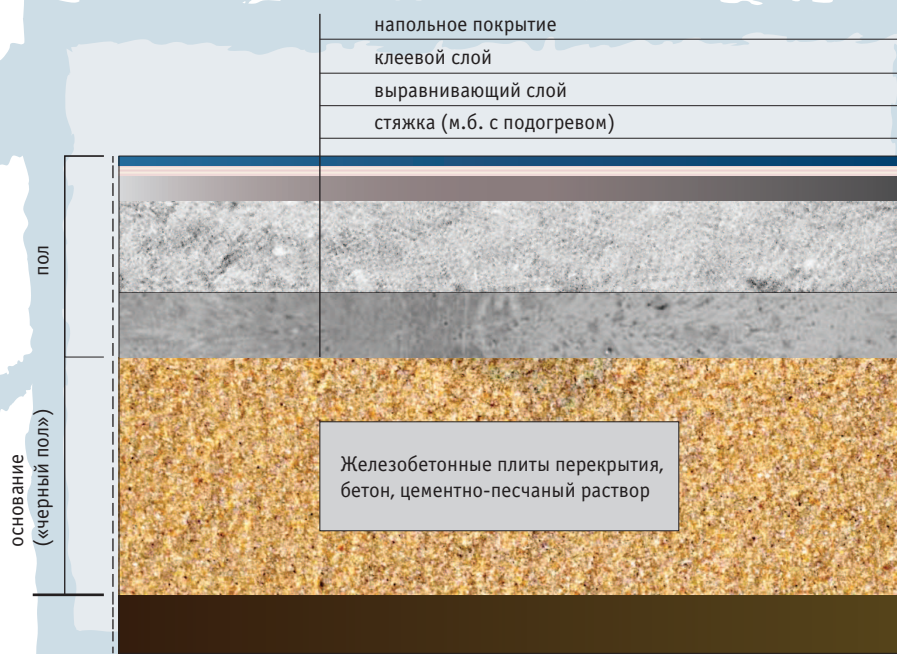 напольное покрытие
клеевой слой
выравнивающий слой
стяжка (м.б. с подогревом)
пол
основание
(«черный пол»)
Железобетонные плиты перекрытия,
бетон, цементно-песчаный раствор